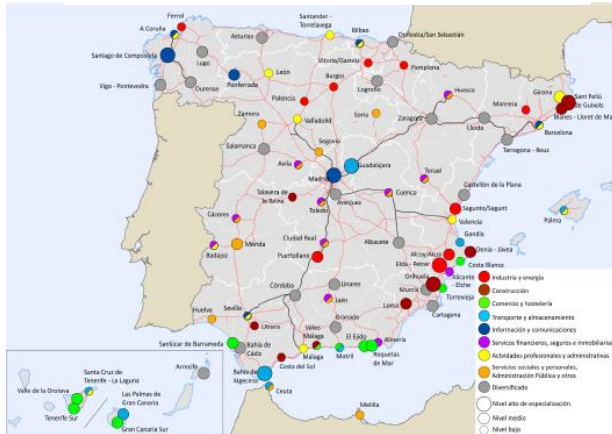 Ferrol
A Coruña
Santiago de Compostela
Lugo
Asturias
Santander -
Torrelavega
Bilbao
Donostia/San Sebastián
Vitoria/Gasteiz
Pamplona
Burgos
Logroño
León
Ponferrada
Palencia
Vigo - Pontevedra
Ourense
Zamora
Valladolid
Soria
Huesca
Zaragoza
Lleida
Manresa
Girona
Sant Feliú
de Guixols
Blanes - Lloret de Mar
Barcelona
Tarragona - Reus
Segovia
Salamanca
Guadalajara
Ávila
Madrid
Teruel
Castellón de la Plana
Talavera de
la Reina
Toledo
Aranjuez
Cuenca
Sagunto/Sagunt
Valencia
Palma
Cáceres
Ciudad Real
Albacete
Gandía
Denia - Jávea
Badajoz
Mérida
Puertollano
Alcoy/Alcoi
Elda - Petrer
Costa Blanca
Orihuela
Alicante
- Elche
Murcia
Torrevieja
Córdoba
Linares
Jaén
Lorca
Cartagena
Huelva
Sevilla
Utrera
Granada
Vélez-
Málaga
El Ejido
Almería
Sanlúcar de Barrameda
Bahía de
Cádiz
Málaga
Motril
Roquetas de
Mar
Costa del Sol
Bahía de
Algeciras
Ceuta
Melilla
Arrecife
Santa Cruz de
Tenerife - La Laguna
Valle de la Orotava
Las Palmas de
Gran Canaria
Tenerife Sur
Gran Canaria Sur
Industria y energía
Construcción
Comercio y hostelería
Transporte y almacenamiento
Información y comunicaciones
Servicios financieros, seguros e inmobiliarias
Actividades profesionales y administrativas
Servicios sociales y personales,
Administración Pública y otros
Diversificado
Nivel alto de especialización
Nivel medio
Nivel bajo